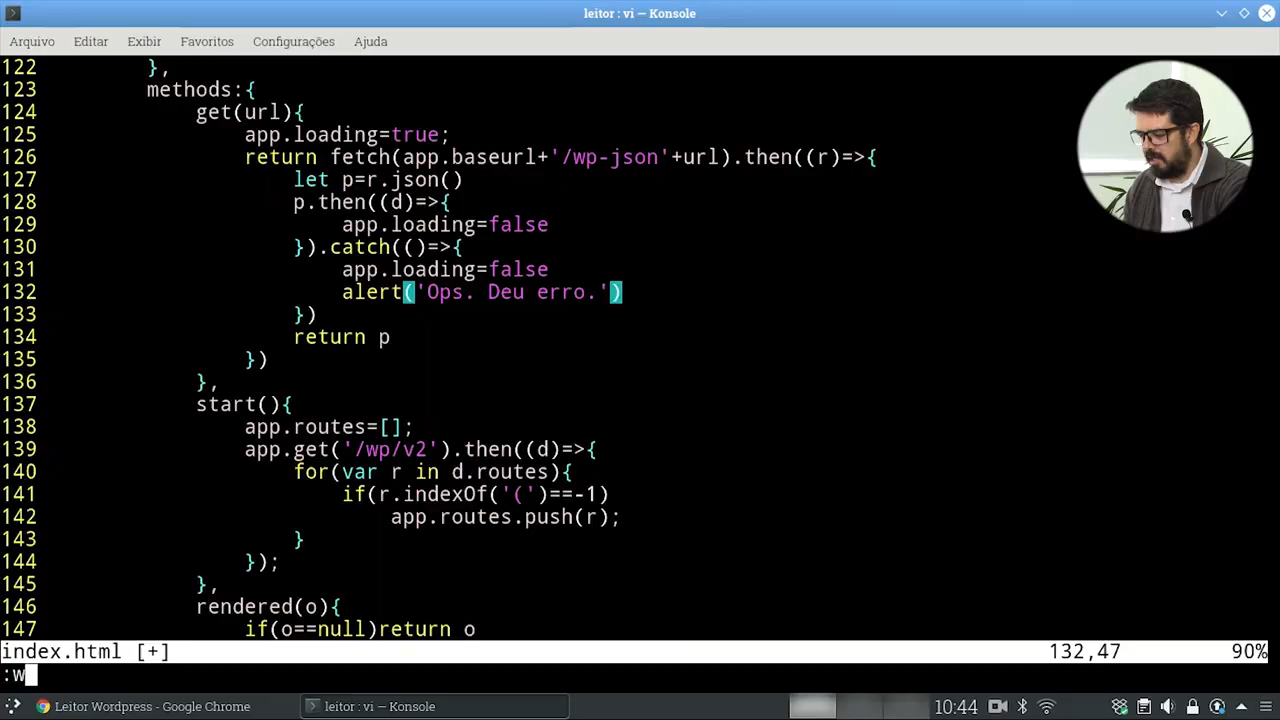 leitor : vi — Konsole
Arquivo Editar Exibir Favoritos Configurações Ajuda
122 },
123 methods:{
124 get(url){
125 app.loading=true;
126 return fetch(app.baseurl+'/wp-json'+url).then((r)=>{
127 let p=r.json()
128 p.then((d)=>{
129 app.loading=false
130 }).catch(()=>{
131 app.loading=false
132 alert('Ops. Deu erro.')
133 })
134 return p
135 })
136 },
137 start(){
138 app.routes=[];
139 app.get('/wp/v2').then((d)=>{
140 for(var r in d.routes){
141 if(r.indexOf('(')==-1)
142 app.routes.push(r);
143 }
144 });
145 },
146 rendered(o){
147 if(o==null)return o
index.html [+] 132,47 90%
:w
Leitor Wordpress - Google Chrome leitor : vi — Konsole 10:44